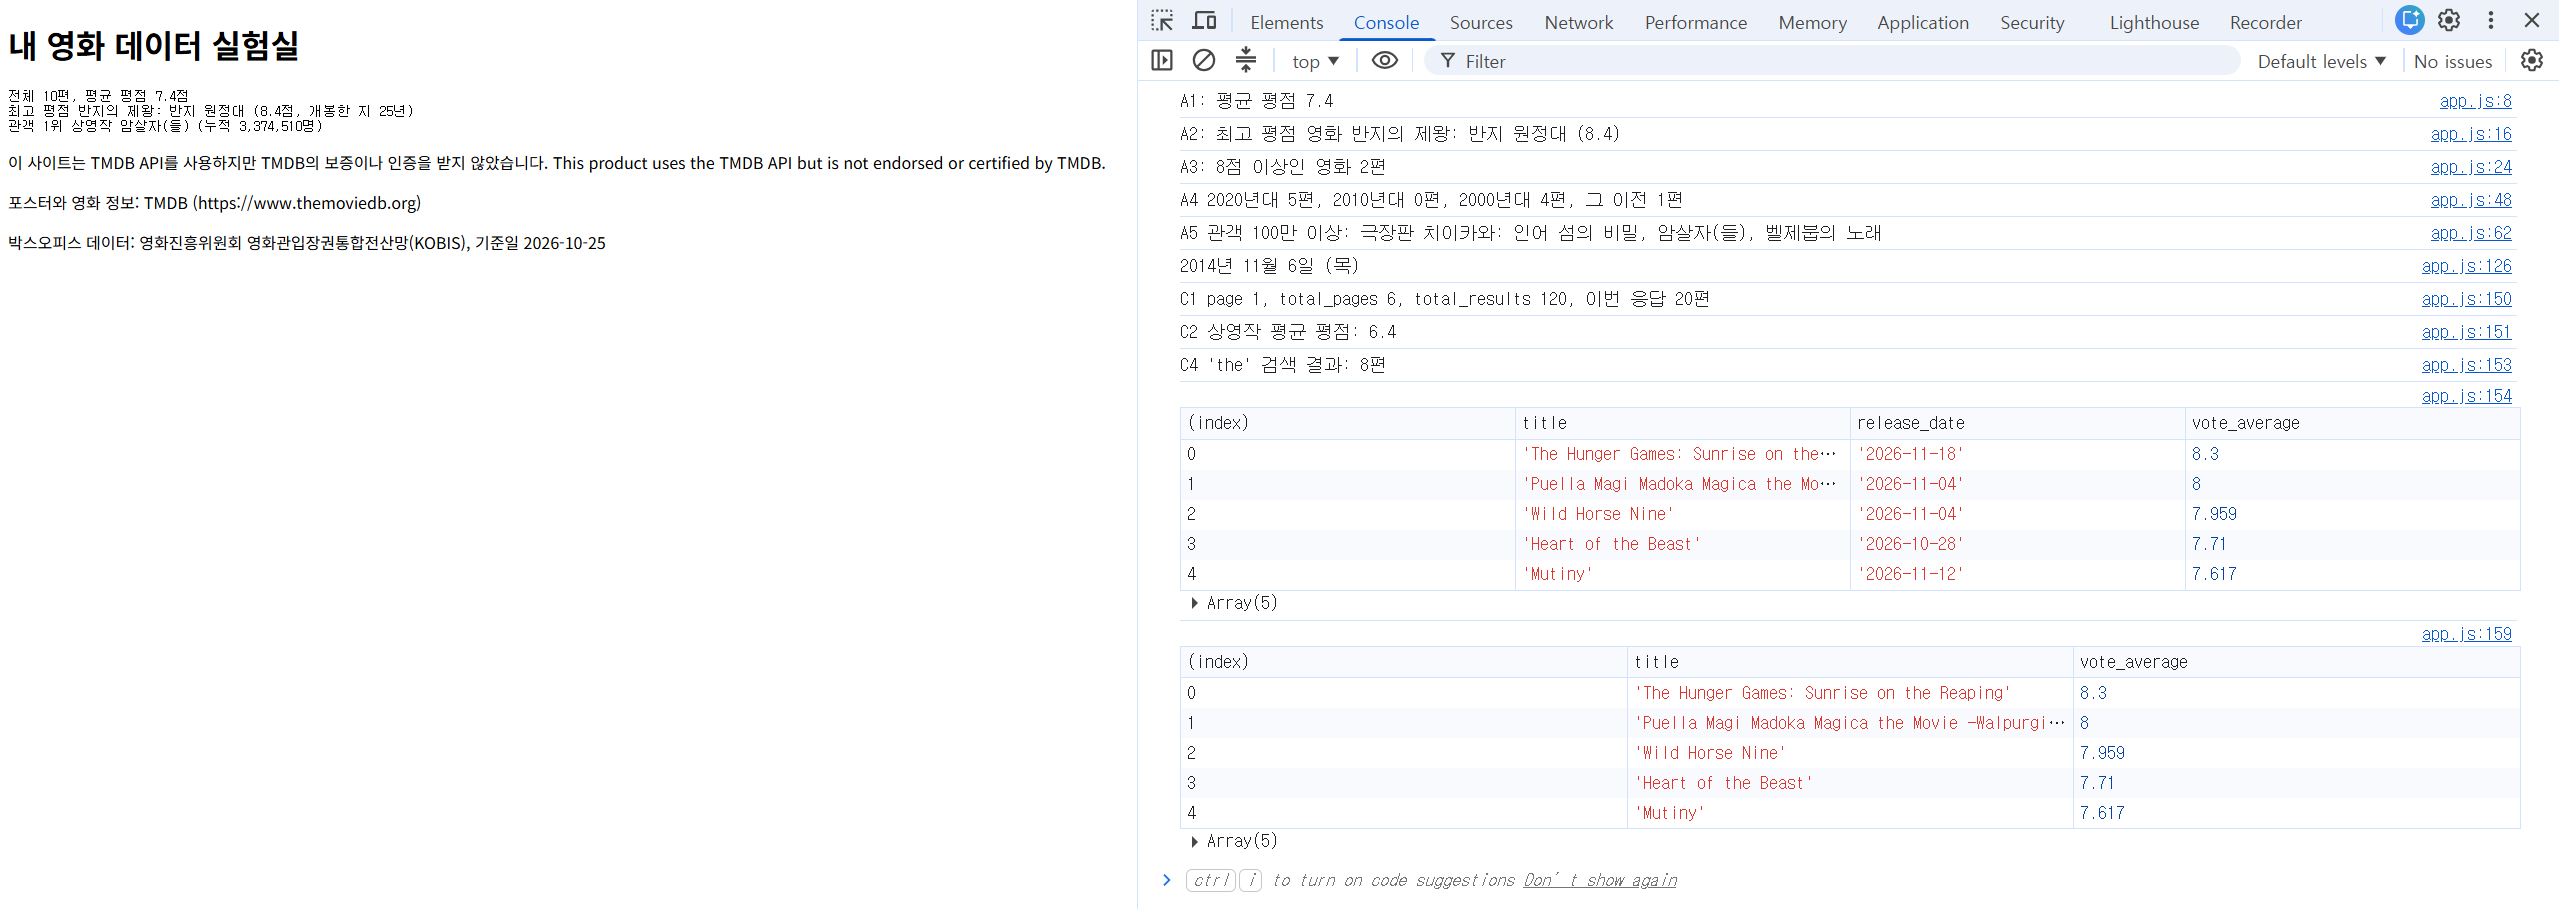 내 영화 데이터 실험실
전체 10편, 평균 평점 7.4점
최고 평점 반지의 제왕: 반지 원정대 (8.4점, 개봉한 지 25년)
관객 1위 상영작 암살자(들) (누적 3,374,510명)
이 사이트는 TMDB API를 사용하지만 TMDB의 보증이나 인증을 받지 않았습니다. This product uses the TMDB API but is not endorsed or certified by TMDB.
포스터와 영화 정보: TMDB (https://www.themoviedb.org)
박스오피스 데이터: 영화진흥위원회 영화관입장권통합전산망(KOBIS), 기준일 2026-10-25
Elements Console Sources Network Performance Memory Application Security Lighthouse Recorder
top Filter Default levels No issues
A1: 평균 평점 7.4 app.js:8
A2: 최고 평점 영화 반지의 제왕: 반지 원정대 (8.4) app.js:16
A3: 8점 이상인 영화 2편 app.js:24
A4 2020년대 5편, 2010년대 0편, 2000년대 4편, 그 이전 1편 app.js:48
A5 관객 100만 이상: 극장판 치이카와: 인어 섬의 비밀, 암살자(들), 벨제붑의 노래 app.js:62
2014년 11월 6일 (목) app.js:126
C1 page 1, total_pages 6, total_results 120, 이번 응답 20편 app.js:150
C2 상영작 평균 평점: 6.4 app.js:151
C4 'the' 검색 결과: 8편 app.js:153
app.js:154
(index) title release_date vote_average
0 'The Hunger Games: Sunrise on the… '2026-11-18' 8.3
1 'Puella Magi Madoka Magica the Mo… '2026-11-04' 8
2 'Wild Horse Nine' '2026-11-04' 7.959
3 'Heart of the Beast' '2026-10-28' 7.71
4 'Mutiny' '2026-11-12' 7.617
Array(5)
app.js:159
(index) title vote_average
0 'The Hunger Games: Sunrise on the Reaping' 8.3
1 'Puella Magi Madoka Magica the Movie -Walpurgi… 8
2 'Wild Horse Nine' 7.959
3 'Heart of the Beast' 7.71
4 'Mutiny' 7.617
Array(5)
ctrl i to turn on code suggestions Don't show again